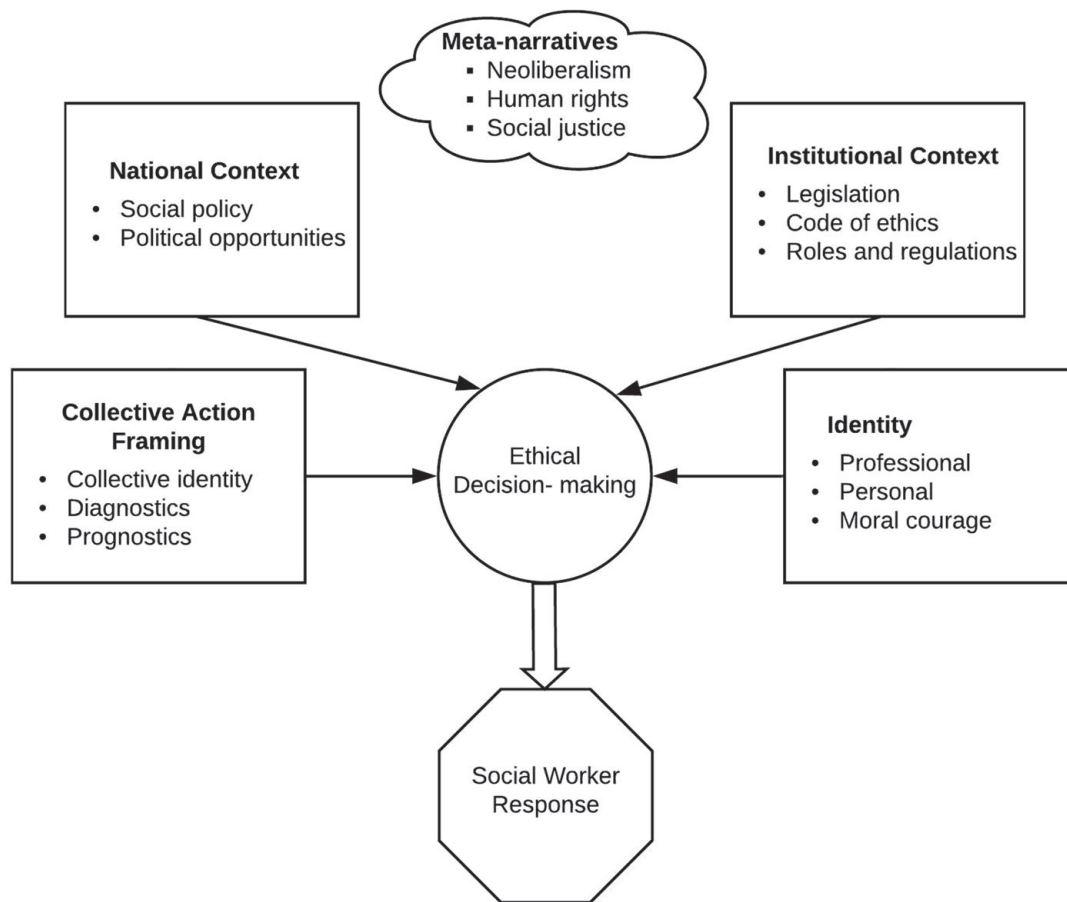 Meta-narratives
▪ Neoliberalism
▪ Human rights
▪ Social justice
National Context
• Social policy
• Political opportunities
Institutional Context
• Legislation
• Code of ethics
• Roles and regulations
Collective Action
Framing
• Collective identity
• Diagnostics
• Prognostics
Ethical
Decision- making
Identity
• Professional
• Personal
• Moral courage
Social Worker
Response